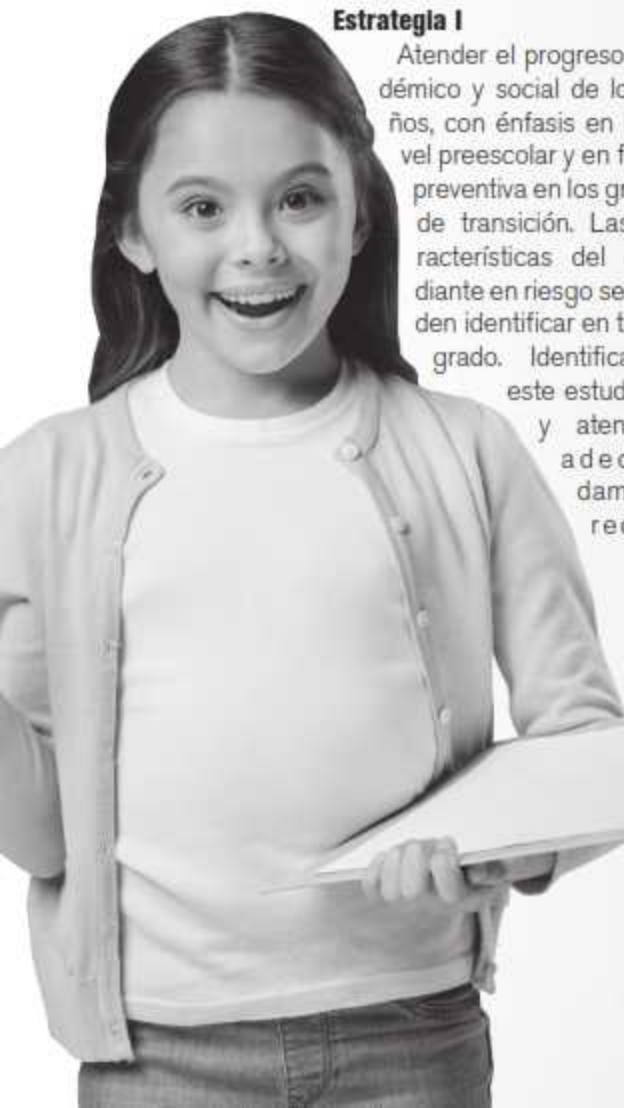 Estrategia I
Atender el progreso
démico y social de lo
ños, con énfasis en
vel preescolar y en f
preventiva en los gr
de transición. Las
racterísticas del
diante en riesgo se
den identificar en t
grado. Identifica
este estud
y aten
adec
dam
rec